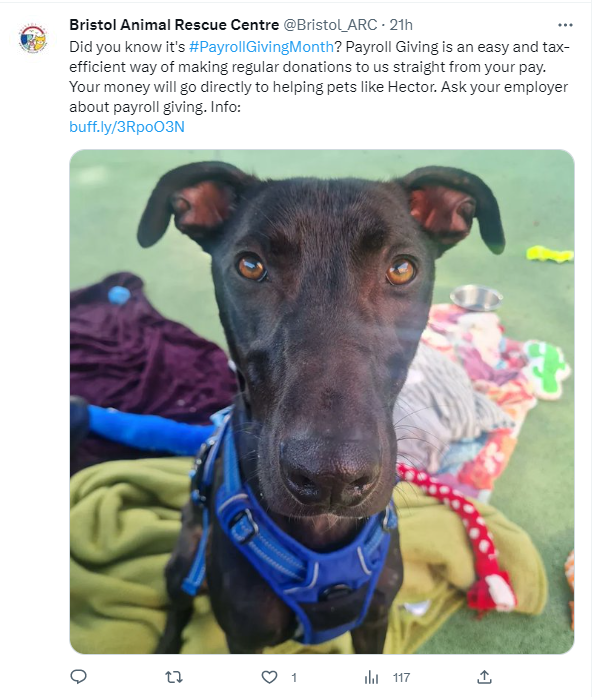 Bristol Animal Rescue Centre @Bristol_ARC · 21h
Did you know it's #PayrollGivingMonth? Payroll Giving is an easy and tax-
efficient way of making regular donations to us straight from your pay.
Your money will go directly to helping pets like Hector. Ask your employer
about payroll giving. Info:
buff.ly/3RpoO3N
1 117